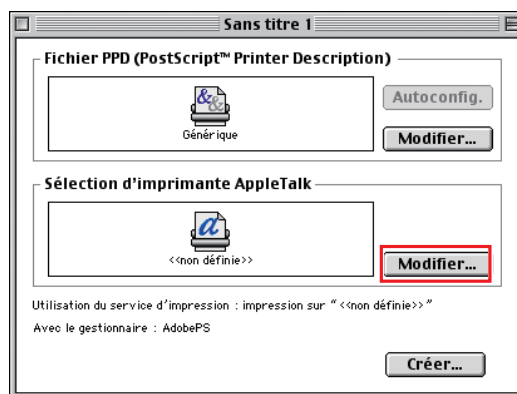 Sans titre 1
Fichier PPD (PostScript™ Printer Description)
Autoconfig.
Générique
Modifier...
Sélection d'imprimante AppleTalk
<<non définie>>
Modifier...
Utilisation du service d'impression : impression sur " <<non définie>> "
Avec le gestionnaire : AdobePS
Créer...